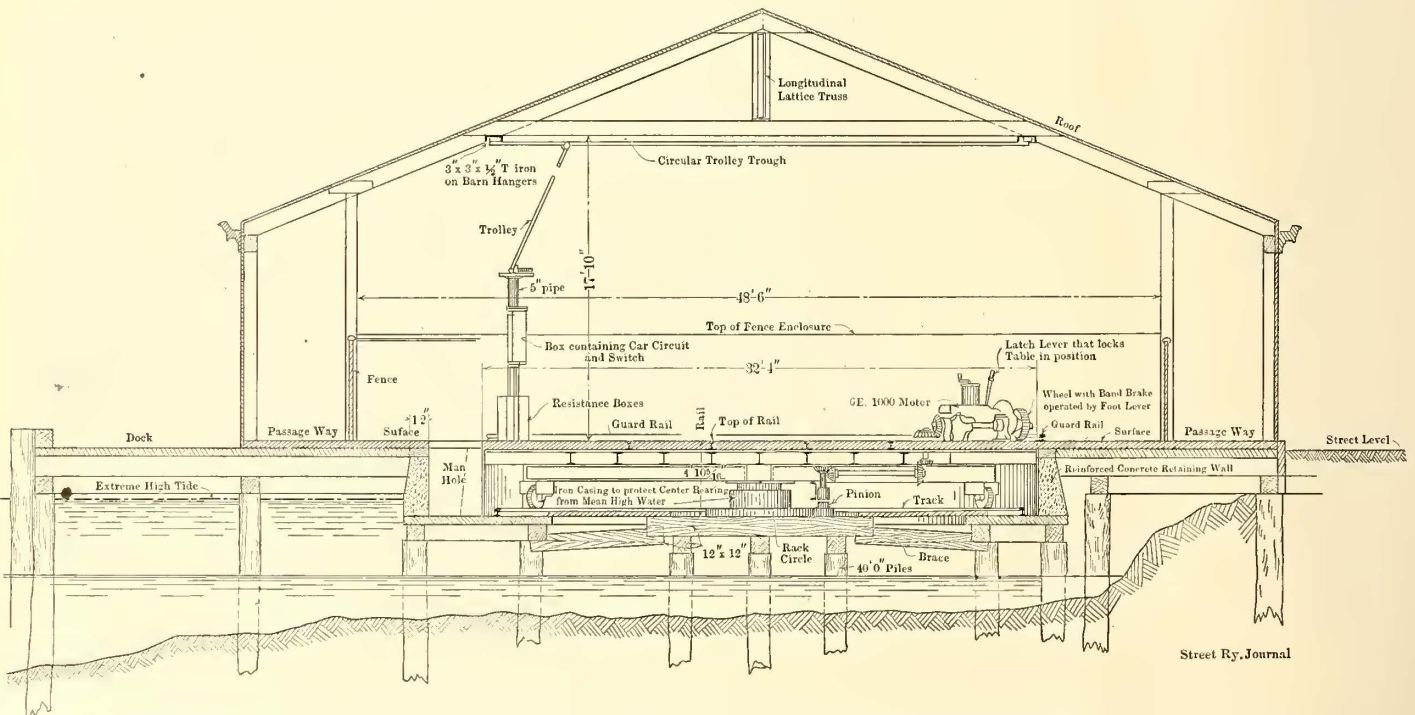 Longitudinal
Lattice Truss
Roof
3" x 3" x ½" T iron
on Barn Hangers
Circular Trolley Trough
Trolley
17'-10"
5" pipe
48'-6"
Top of Fence Enclosure
Box containing Car Circuit
and Switch
Latch Lever that locks
Table in position
32'-4"
Fence
GE. 1000 Motor
Wheel with Band Brake
operated by Foot Lever
Resistance Boxes
12"
Guard Rail
Rail
Top of Rail
Guard Rail
Dock
Passage Way
Suface
Surface
Passage Way
Street Level
Man
Hole
Reinforced Concrete Retaining Wall
Extreme High Tide
Iron Casing to protect Center Bearing
from Mean High Water
Pinion
Track
12" x 12"
Rack
Circle
Brace
40' 0" Piles
Street Ry. Journal